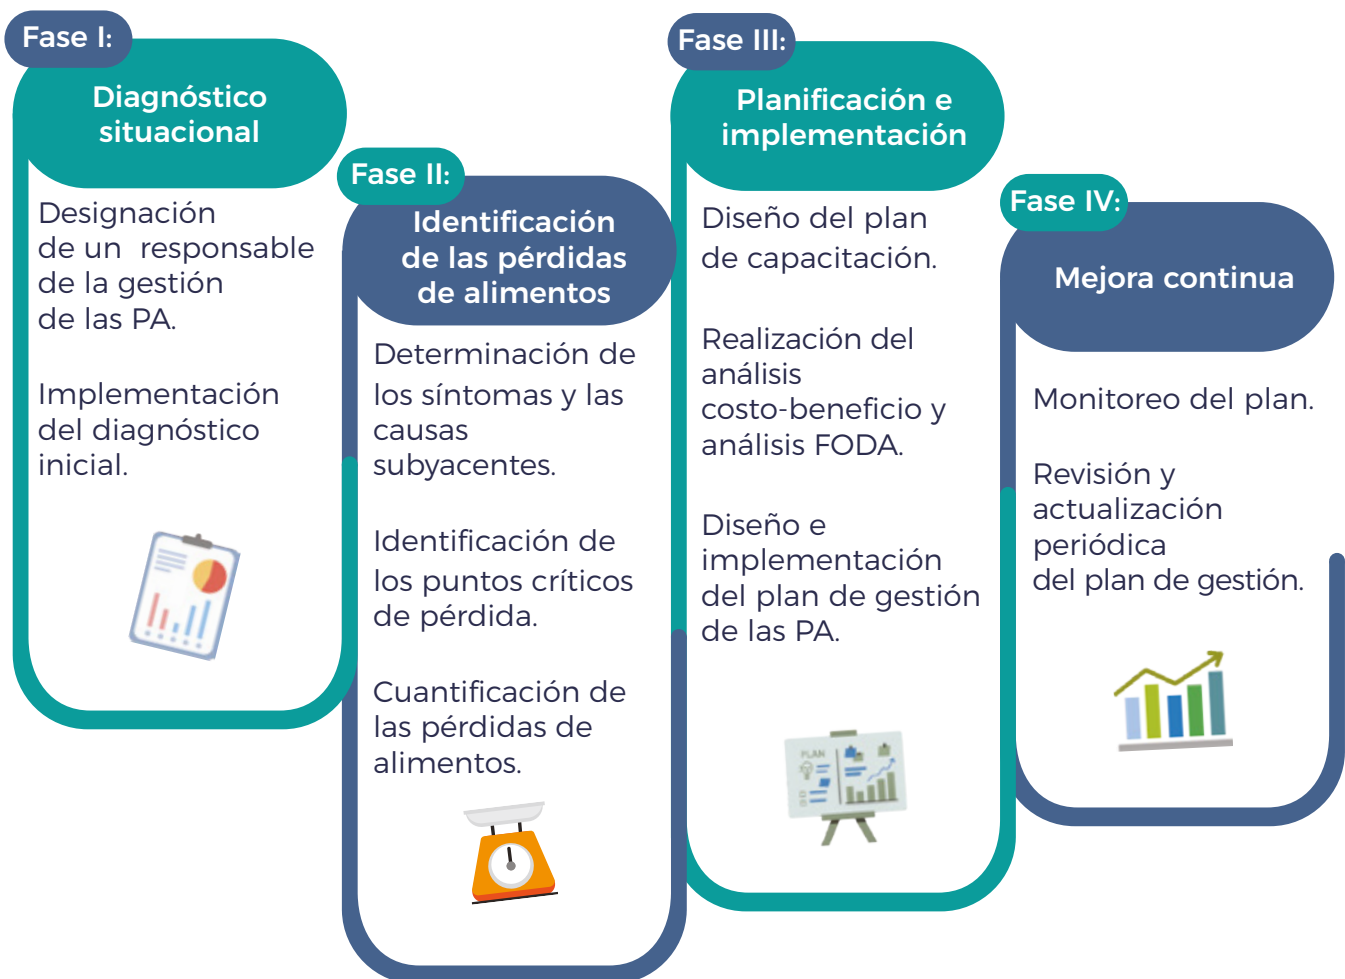 Fase I:
Diagnóstico
situacional
Designación
de un  responsable
de la gestión
de las PA.
Implementación
del diagnóstico
inicial.
Fase II:
Identificación
de las pérdidas
de alimentos
Determinación de
los síntomas y las
causas
subyacentes.
Identificación de
los puntos críticos
de pérdida.
Cuantificación de
las pérdidas de
alimentos.
Fase III:
Planificación e
implementación
Diseño del plan
de capacitación.
Realización del
análisis
costo-beneficio y
análisis FODA.
Diseño e
implementación
del plan de gestión
de las PA.
PLAN
Fase IV:
Mejora continua
Monitoreo del plan.
Revisión y
actualización
periódica
del plan de gestión.